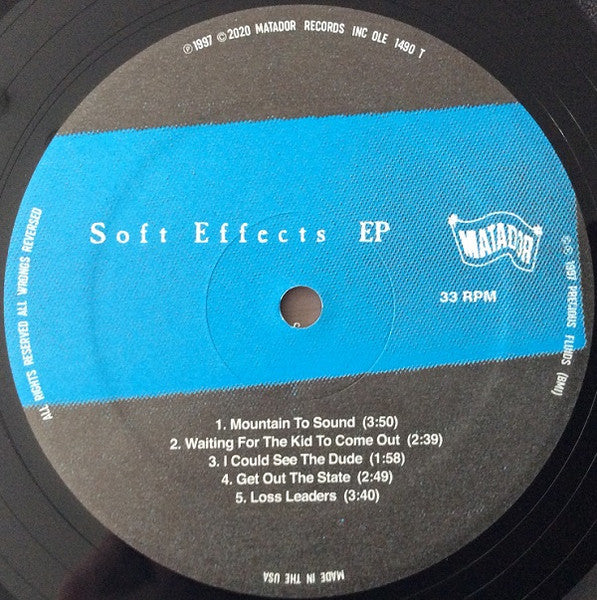 ℗ 1997 ©2020 MATADOR RECORDS INC OLE 1490 T
Soft Effects EP
MATADOR
33 RPM
ALL RIGHTS RESERVED ALL WRONGS REVERSED
1997 PRECIOUS FLUIDS (BMI)
1. Mountain To Sound (3:50)
2. Waiting For The Kid To Come Out (2:39)
3. I Could See The Dude (1:58)
4. Get Out The State (2:49)
5. Loss Leaders (3:40)
MADE IN THE USA